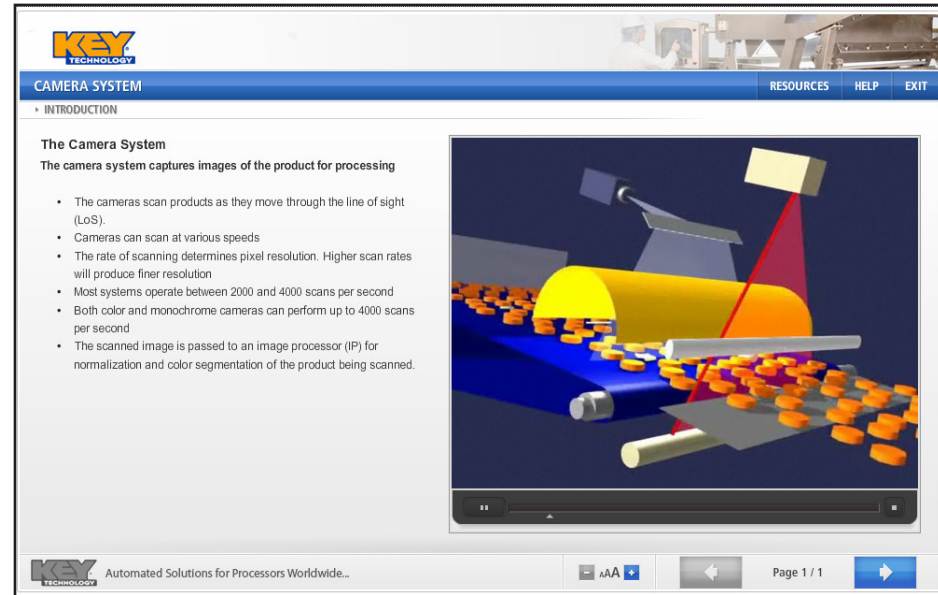 KEY
TECHNOLOGY
CAMERA SYSTEM
RESOURCES
HELP
EXIT
INTRODUCTION
The Camera System
The camera system captures images of the product for processing
• The cameras scan products as they move through the line of sight
(LoS).
• Cameras can scan at various speeds
• The rate of scanning determines pixel resolution. Higher scan rates
will produce finer resolution
• Most systems operate between 2000 and 4000 scans per second
• Both color and monochrome cameras can perform up to 4000 scans
per second
• The scanned image is passed to an image processor (IP) for
normalization and color segmentation of the product being scanned.
KEY
TECHNOLOGY
Automated Solutions for Processors Worldwide...
AAA
Page 1 / 1